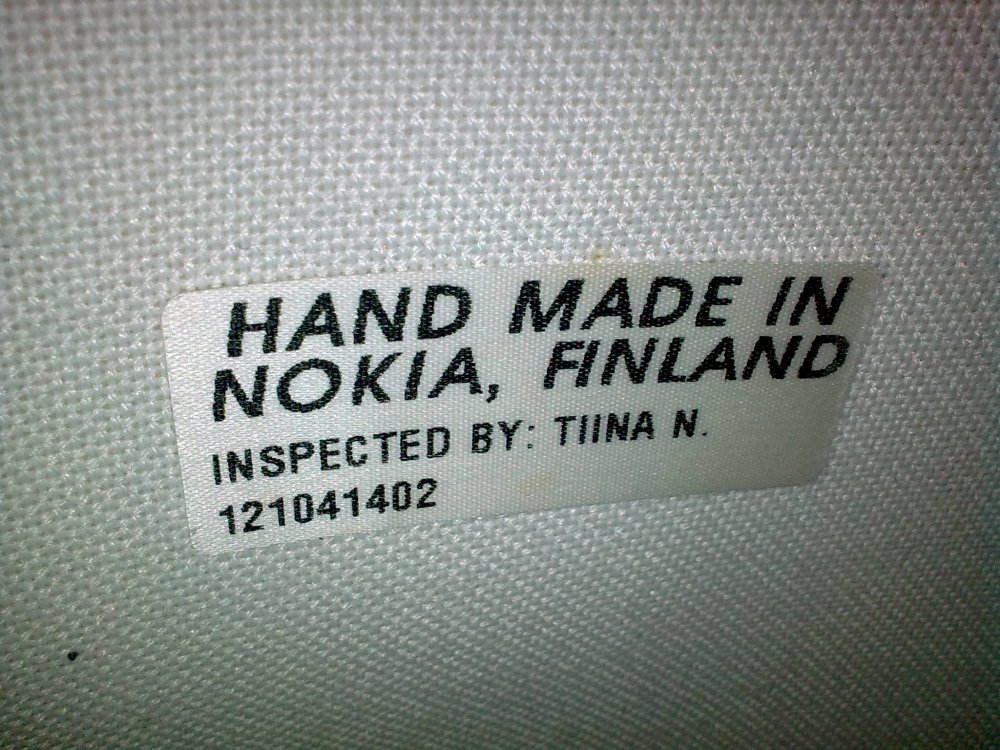 HAND MADE IN
NOKIA, FINLAND
INSPECTED BY: TIINA N.
121041402